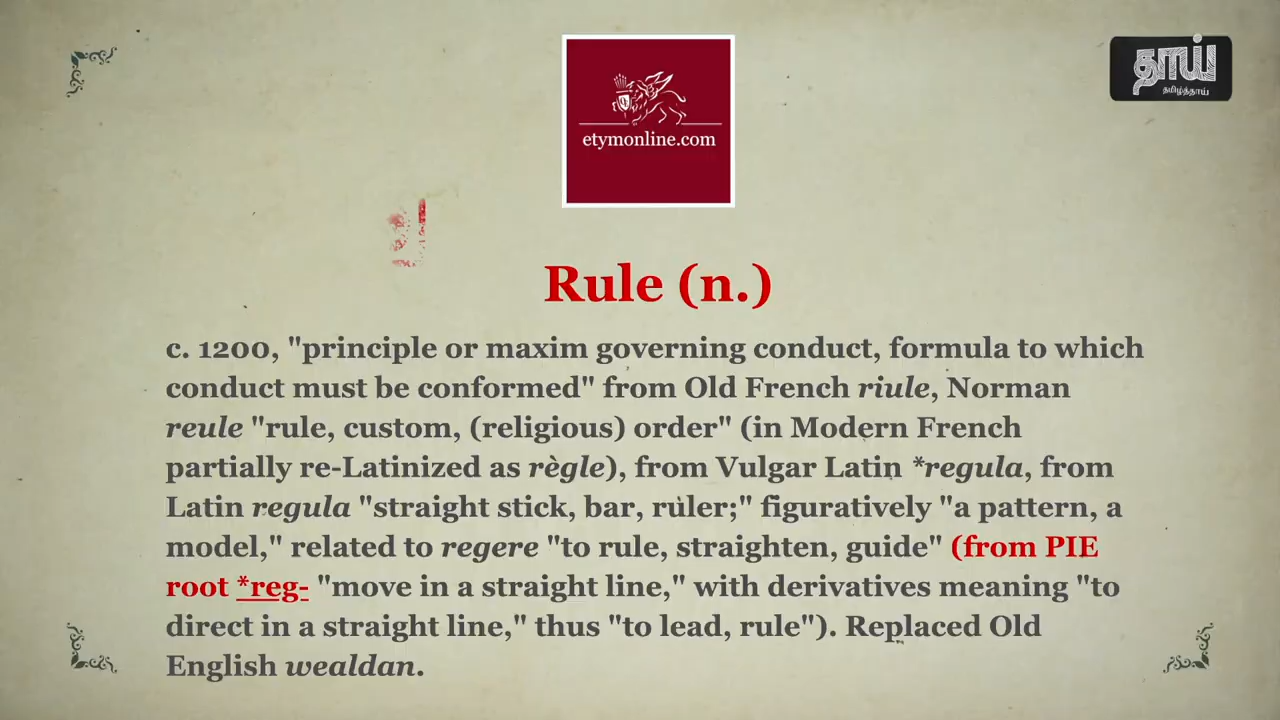 தாய்
தமிழ்த்தாய்
etymonline.com
Rule (n.)
c. 1200, "principle or maxim governing conduct, formula to which
conduct must be conformed" from Old French riule, Norman
reule "rule, custom, (religious) order" (in Modern French
partially re-Latinized as règle), from Vulgar Latin *regula, from
Latin regula "straight stick, bar, ruler;" figuratively "a pattern, a
model," related to regere "to rule, straighten, guide" (from PIE
root *reg- "move in a straight line," with derivatives meaning "to
direct in a straight line," thus "to lead, rule"). Replaced Old
English wealdan.